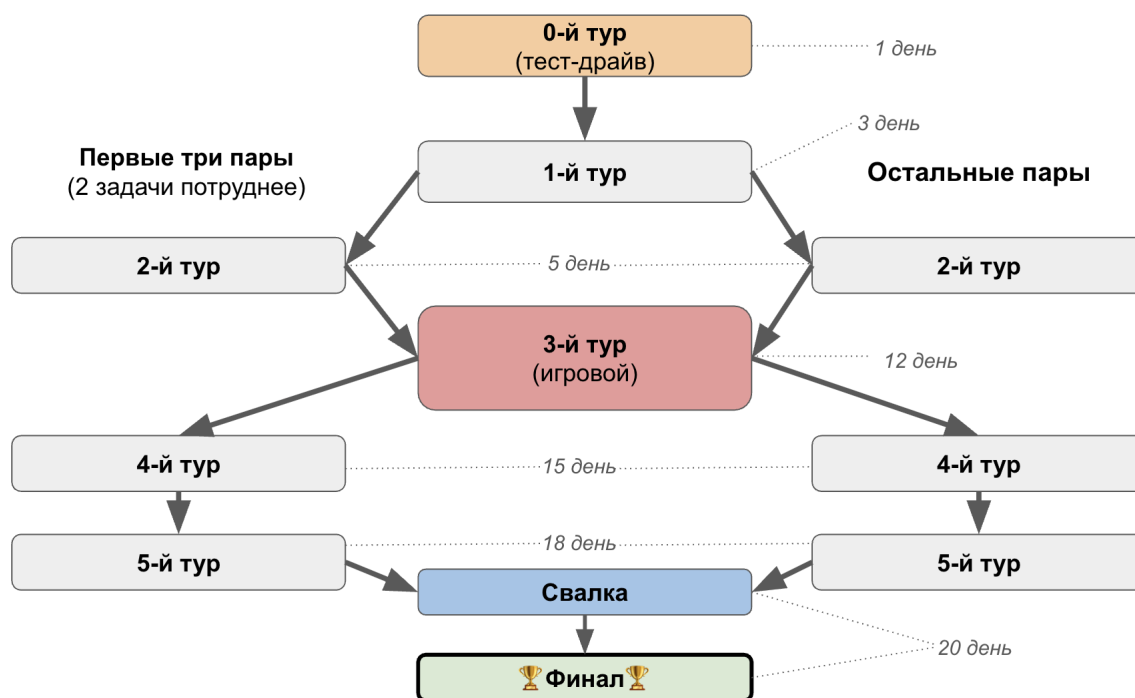 0-й тур
(тест-драйв)
1 день
3 день
Первые три пары
(2 задачи потруднее)
1-й тур
Остальные пары
2-й тур
5 день
2-й тур
3-й тур
(игровой)
12 день
4-й тур
15 день
4-й тур
5-й тур
18 день
5-й тур
Свалка
20 день
🏆Финал🏆